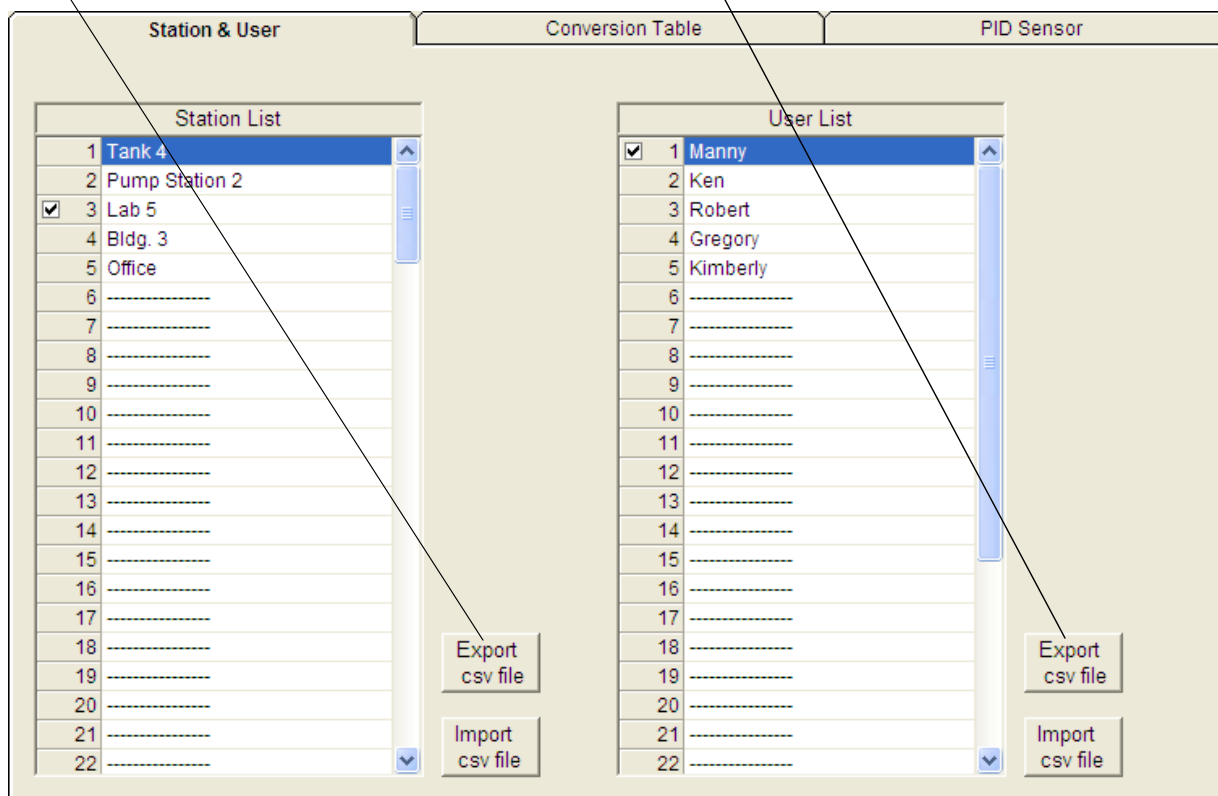 Station & User
Conversion Table
PID Sensor
Station List
1 Tank 4
2 Pump Station 2
3 Lab 5
4 Bldg. 3
5 Office
6 ----------------
7 ----------------
8 ----------------
9 ----------------
10 ----------------
11 ----------------
12 ----------------
13 ----------------
14 ----------------
15 ----------------
16 ----------------
17 ----------------
18 ----------------
19 ----------------
20 ----------------
21 ----------------
22 ----------------
Export
csv file
Import
csv file
User List
1 Manny
2 Ken
3 Robert
4 Gregory
5 Kimberly
6 ----------------
7 ----------------
8 ----------------
9 ----------------
10 ----------------
11 ----------------
12 ----------------
13 ----------------
14 ----------------
15 ----------------
16 ----------------
17 ----------------
18 ----------------
19 ----------------
20 ----------------
21 ----------------
22 ----------------
Export
csv file
Import
csv file